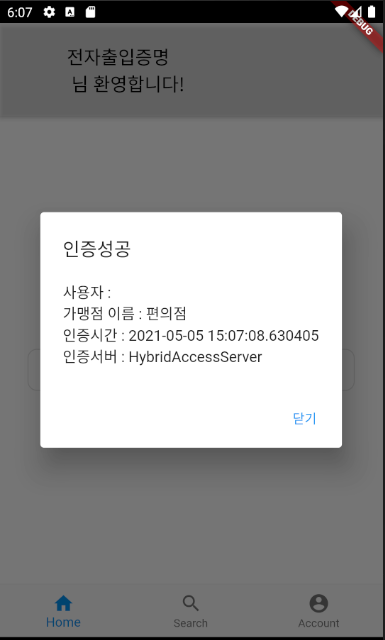 6:07
DEBUG
전자출입증명
님 환영합니다!
인증성공
사용자 :
가맹점 이름 : 편의점
인증시간 : 2021-05-05 15:07:08.630405
인증서버 : HybridAccessServer
닫기
Home
Search
Account